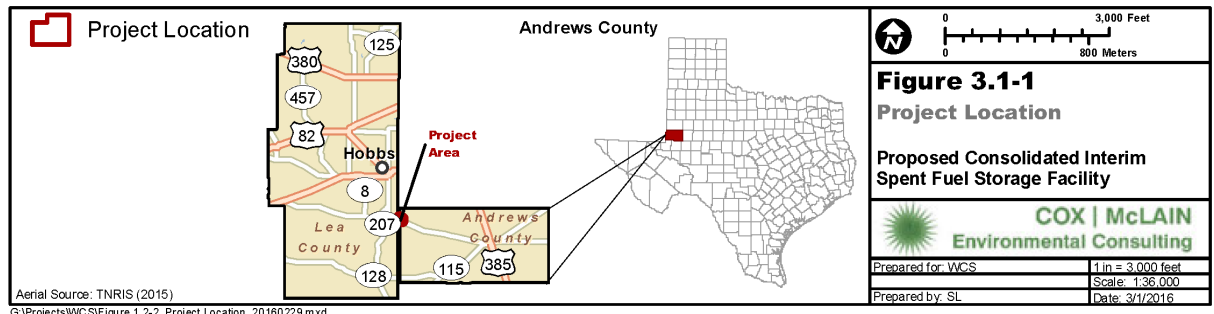 Project Location
Andrews County
380
125
457
82
Hobbs
Project
Area
8
207
Lea
County
Andrews
County
128
115
385
Aerial Source: TNRIS (2015)
G:\Projects\WCS\Figure 1.2-2_Project Location_20160229.mxd
N
0 3,000 Feet
0 800 Meters
Figure 3.1-1
Project Location
Proposed Consolidated Interim
Spent Fuel Storage Facility
COX | McLAIN
Environmental Consulting
Prepared for: WCS
1 in = 3,000 feet
Scale: 1:36,000
Prepared by: SL
Date: 3/1/2016